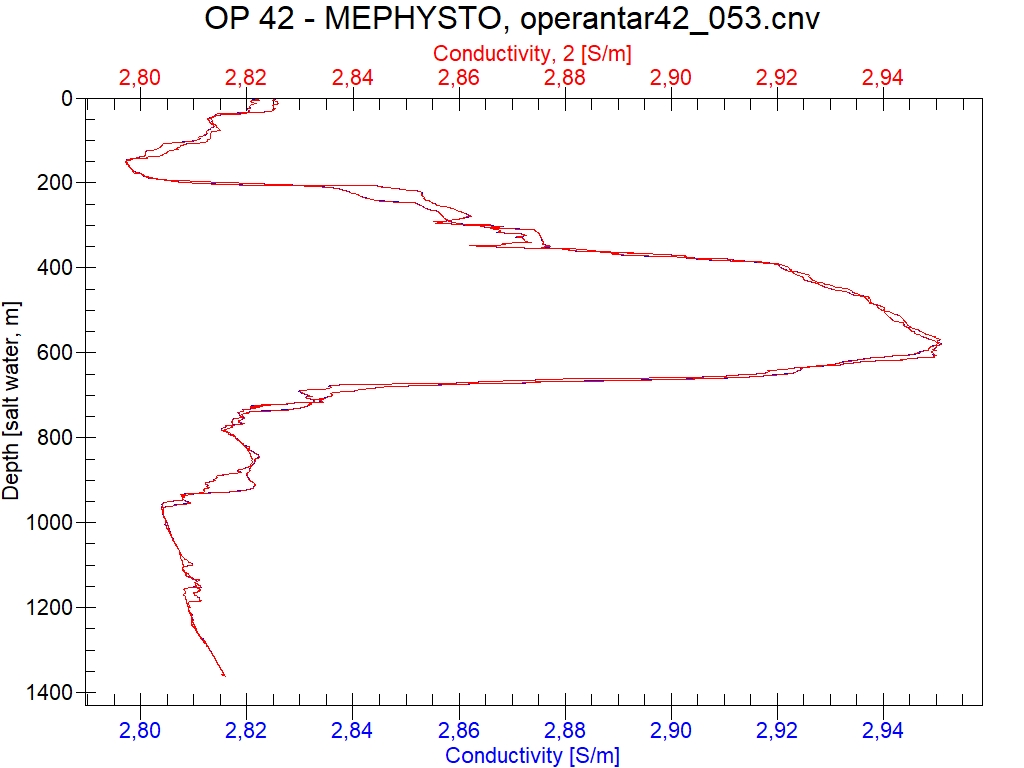 OP 42 - MEPHYSTO, operantar42_053.cnv
Conductivity, 2 [S/m]
2,80 2,82 2,84 2,86 2,88 2,90 2,92 2,94
0
200
400
600
800
1000
1200
1400
Depth [salt water, m]
2,80 2,82 2,84 2,86 2,88 2,90 2,92 2,94
Conductivity [S/m]